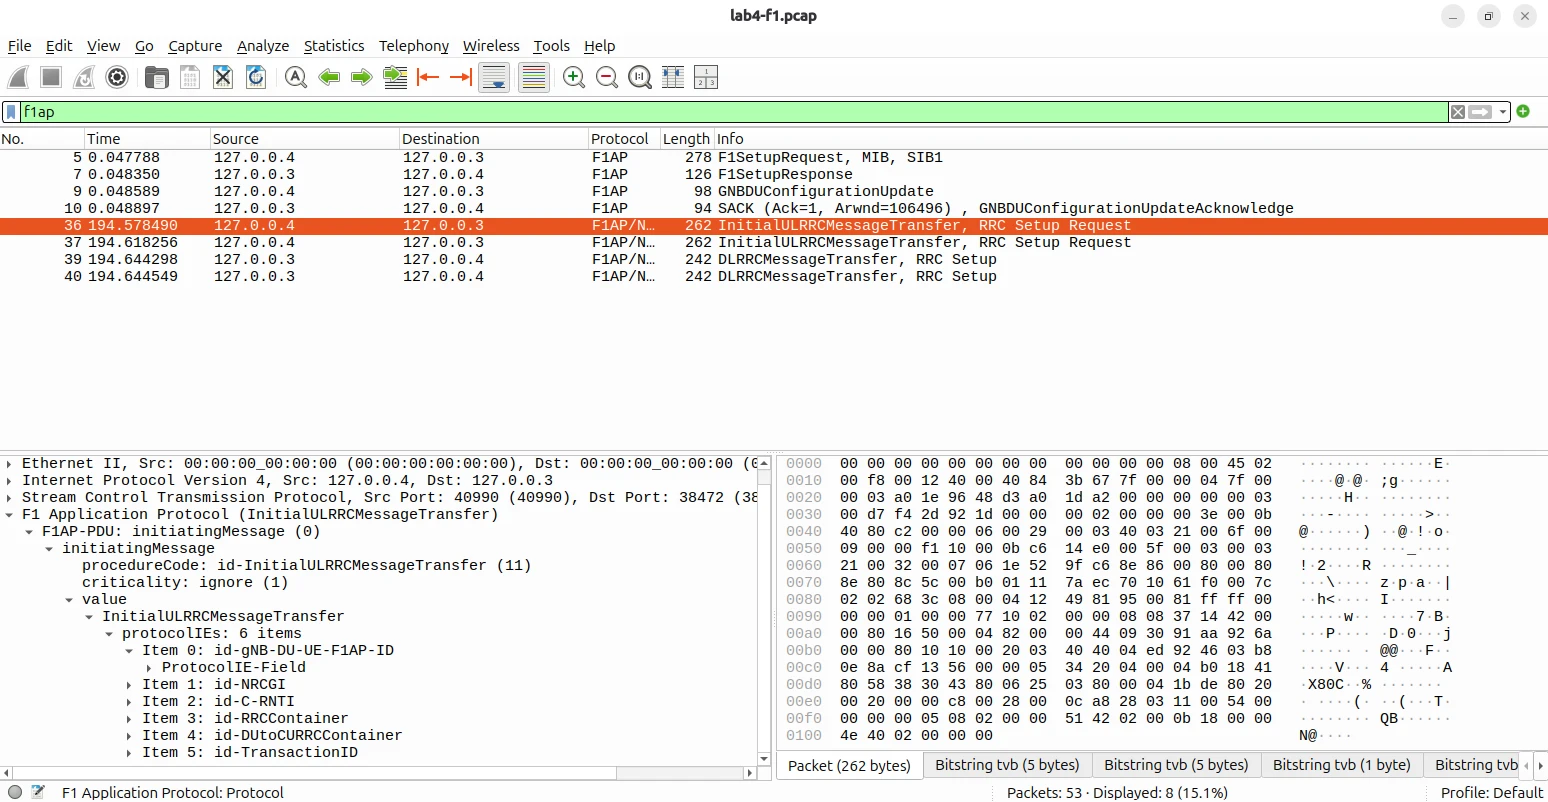 lab4-f1.pcap
File Edit View Go Capture Analyze Statistics Telephony Wireless Tools Help
f1ap
No. Time Source Destination Protocol Length Info
5 0.047788 127.0.0.4 127.0.0.3 F1AP 278 F1SetupRequest, MIB, SIB1
7 0.048350 127.0.0.3 127.0.0.4 F1AP 126 F1SetupResponse
9 0.048589 127.0.0.4 127.0.0.3 F1AP 98 GNBDUConfigurationUpdate
10 0.048897 127.0.0.3 127.0.0.4 F1AP 94 SACK (Ack=1, Arwnd=106496) , GNBDUConfigurationUpdateAcknowledge
36 194.578490 127.0.0.4 127.0.0.3 F1AP/N… 262 InitialULRRCMessageTransfer, RRC Setup Request
37 194.618256 127.0.0.4 127.0.0.3 F1AP/N… 262 InitialULRRCMessageTransfer, RRC Setup Request
39 194.644298 127.0.0.3 127.0.0.4 F1AP/N… 242 DLRRCMessageTransfer, RRC Setup
40 194.644549 127.0.0.3 127.0.0.4 F1AP/N… 242 DLRRCMessageTransfer, RRC Setup
Ethernet II, Src: 00:00:00_00:00:00 (00:00:00:00:00:00), Dst: 00:00:00_00:00:00 (0
Internet Protocol Version 4, Src: 127.0.0.4, Dst: 127.0.0.3
Stream Control Transmission Protocol, Src Port: 40990 (40990), Dst Port: 38472 (38
F1 Application Protocol (InitialULRRCMessageTransfer)
F1AP-PDU: initiatingMessage (0)
initiatingMessage
procedureCode: id-InitialULRRCMessageTransfer (11)
criticality: ignore (1)
value
InitialULRRCMessageTransfer
protocolIEs: 6 items
Item 0: id-gNB-DU-UE-F1AP-ID
ProtocolIE-Field
Item 1: id-NRCGI
Item 2: id-C-RNTI
Item 3: id-RRCContainer
Item 4: id-DUtoCURRCContainer
Item 5: id-TransactionID
0000 00 00 00 00 00 00 00 00 00 00 00 00 08 00 45 02 ········ ······E·
0010 00 f8 00 12 40 00 40 84 3b 67 7f 00 00 04 7f 00 ····@·@· ;g······
0020 00 03 a0 1e 96 48 d3 a0 1d a2 00 00 00 00 00 03 ·····H·· ········
0030 00 d7 f4 2d 92 1d 00 00 00 02 00 00 00 3e 00 0b ···-···· ·····>··
0040 40 80 c2 00 00 06 00 29 00 03 40 03 21 00 6f 00 @······) ··@·!·o·
0050 09 00 00 f1 10 00 0b c6 14 e0 00 5f 00 03 00 03 ········ ···_····
0060 21 00 32 00 07 06 1e 52 9f c6 8e 86 00 80 00 80 !·2····R ········
0070 8e 80 8c 5c 00 b0 01 11 7a ec 70 10 61 f0 00 7c ···\···· z·p·a··|
0080 02 02 68 3c 08 00 04 12 49 81 95 00 81 ff ff 00 ··h<···· I·······
0090 00 00 01 00 00 77 10 02 00 00 08 08 37 14 42 00 ·····w·· ····7·B·
00a0 00 80 16 50 00 04 82 00 00 44 09 30 91 aa 92 6a ···P···· ·D·0···j
00b0 00 00 80 10 10 00 20 03 40 40 04 ed 92 46 03 b8 ······ · @@···F··
00c0 0e 8a cf 13 56 00 00 05 34 20 04 00 04 b0 18 41 ····V··· 4 ·····A
00d0 80 58 38 30 43 80 06 25 03 80 00 04 1b de 80 20 ·X80C··% ·······
00e0 00 20 00 00 c8 00 28 00 0c a8 28 03 11 00 54 00 · ····(· ··(···T·
00f0 00 00 00 05 08 02 00 00 51 42 02 00 0b 18 00 00 ········ QB······
0100 4e 40 02 00 00 00 N@····
Packet (262 bytes) Bitstring tvb (5 bytes) Bitstring tvb (5 bytes) Bitstring tvb (1 byte) Bitstring tvb
F1 Application Protocol: Protocol Packets: 53 · Displayed: 8 (15.1%) Profile: Default